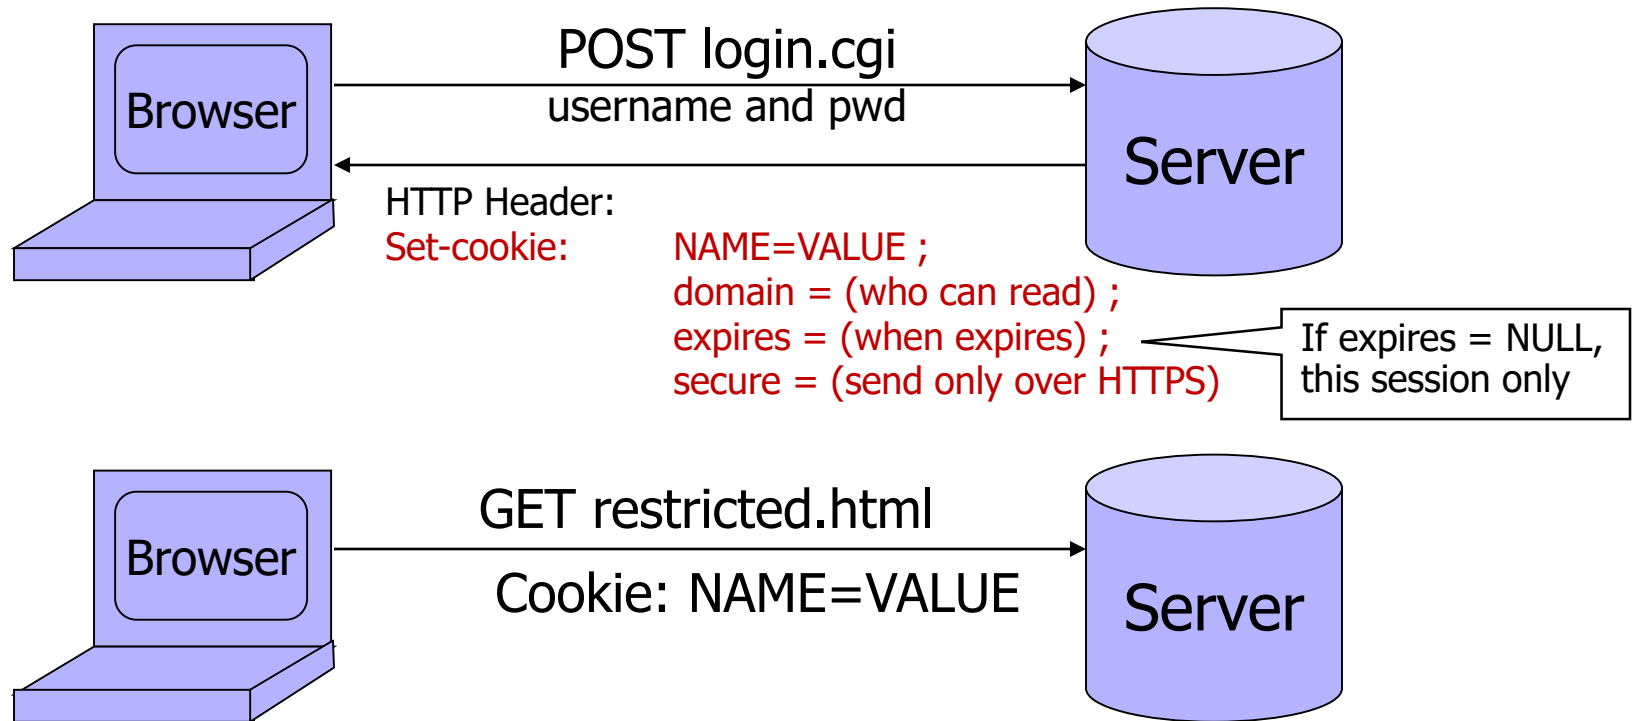 POST login.cgi
Browser
username and pwd
Server
HTTP Header:
Set-cookie: NAME=VALUE ;
domain = (who can read) ;
expires = (when expires) ;
secure = (send only over HTTPS)
If expires = NULL,
this session only
GET restricted.html
Browser
Cookie: NAME=VALUE
Server